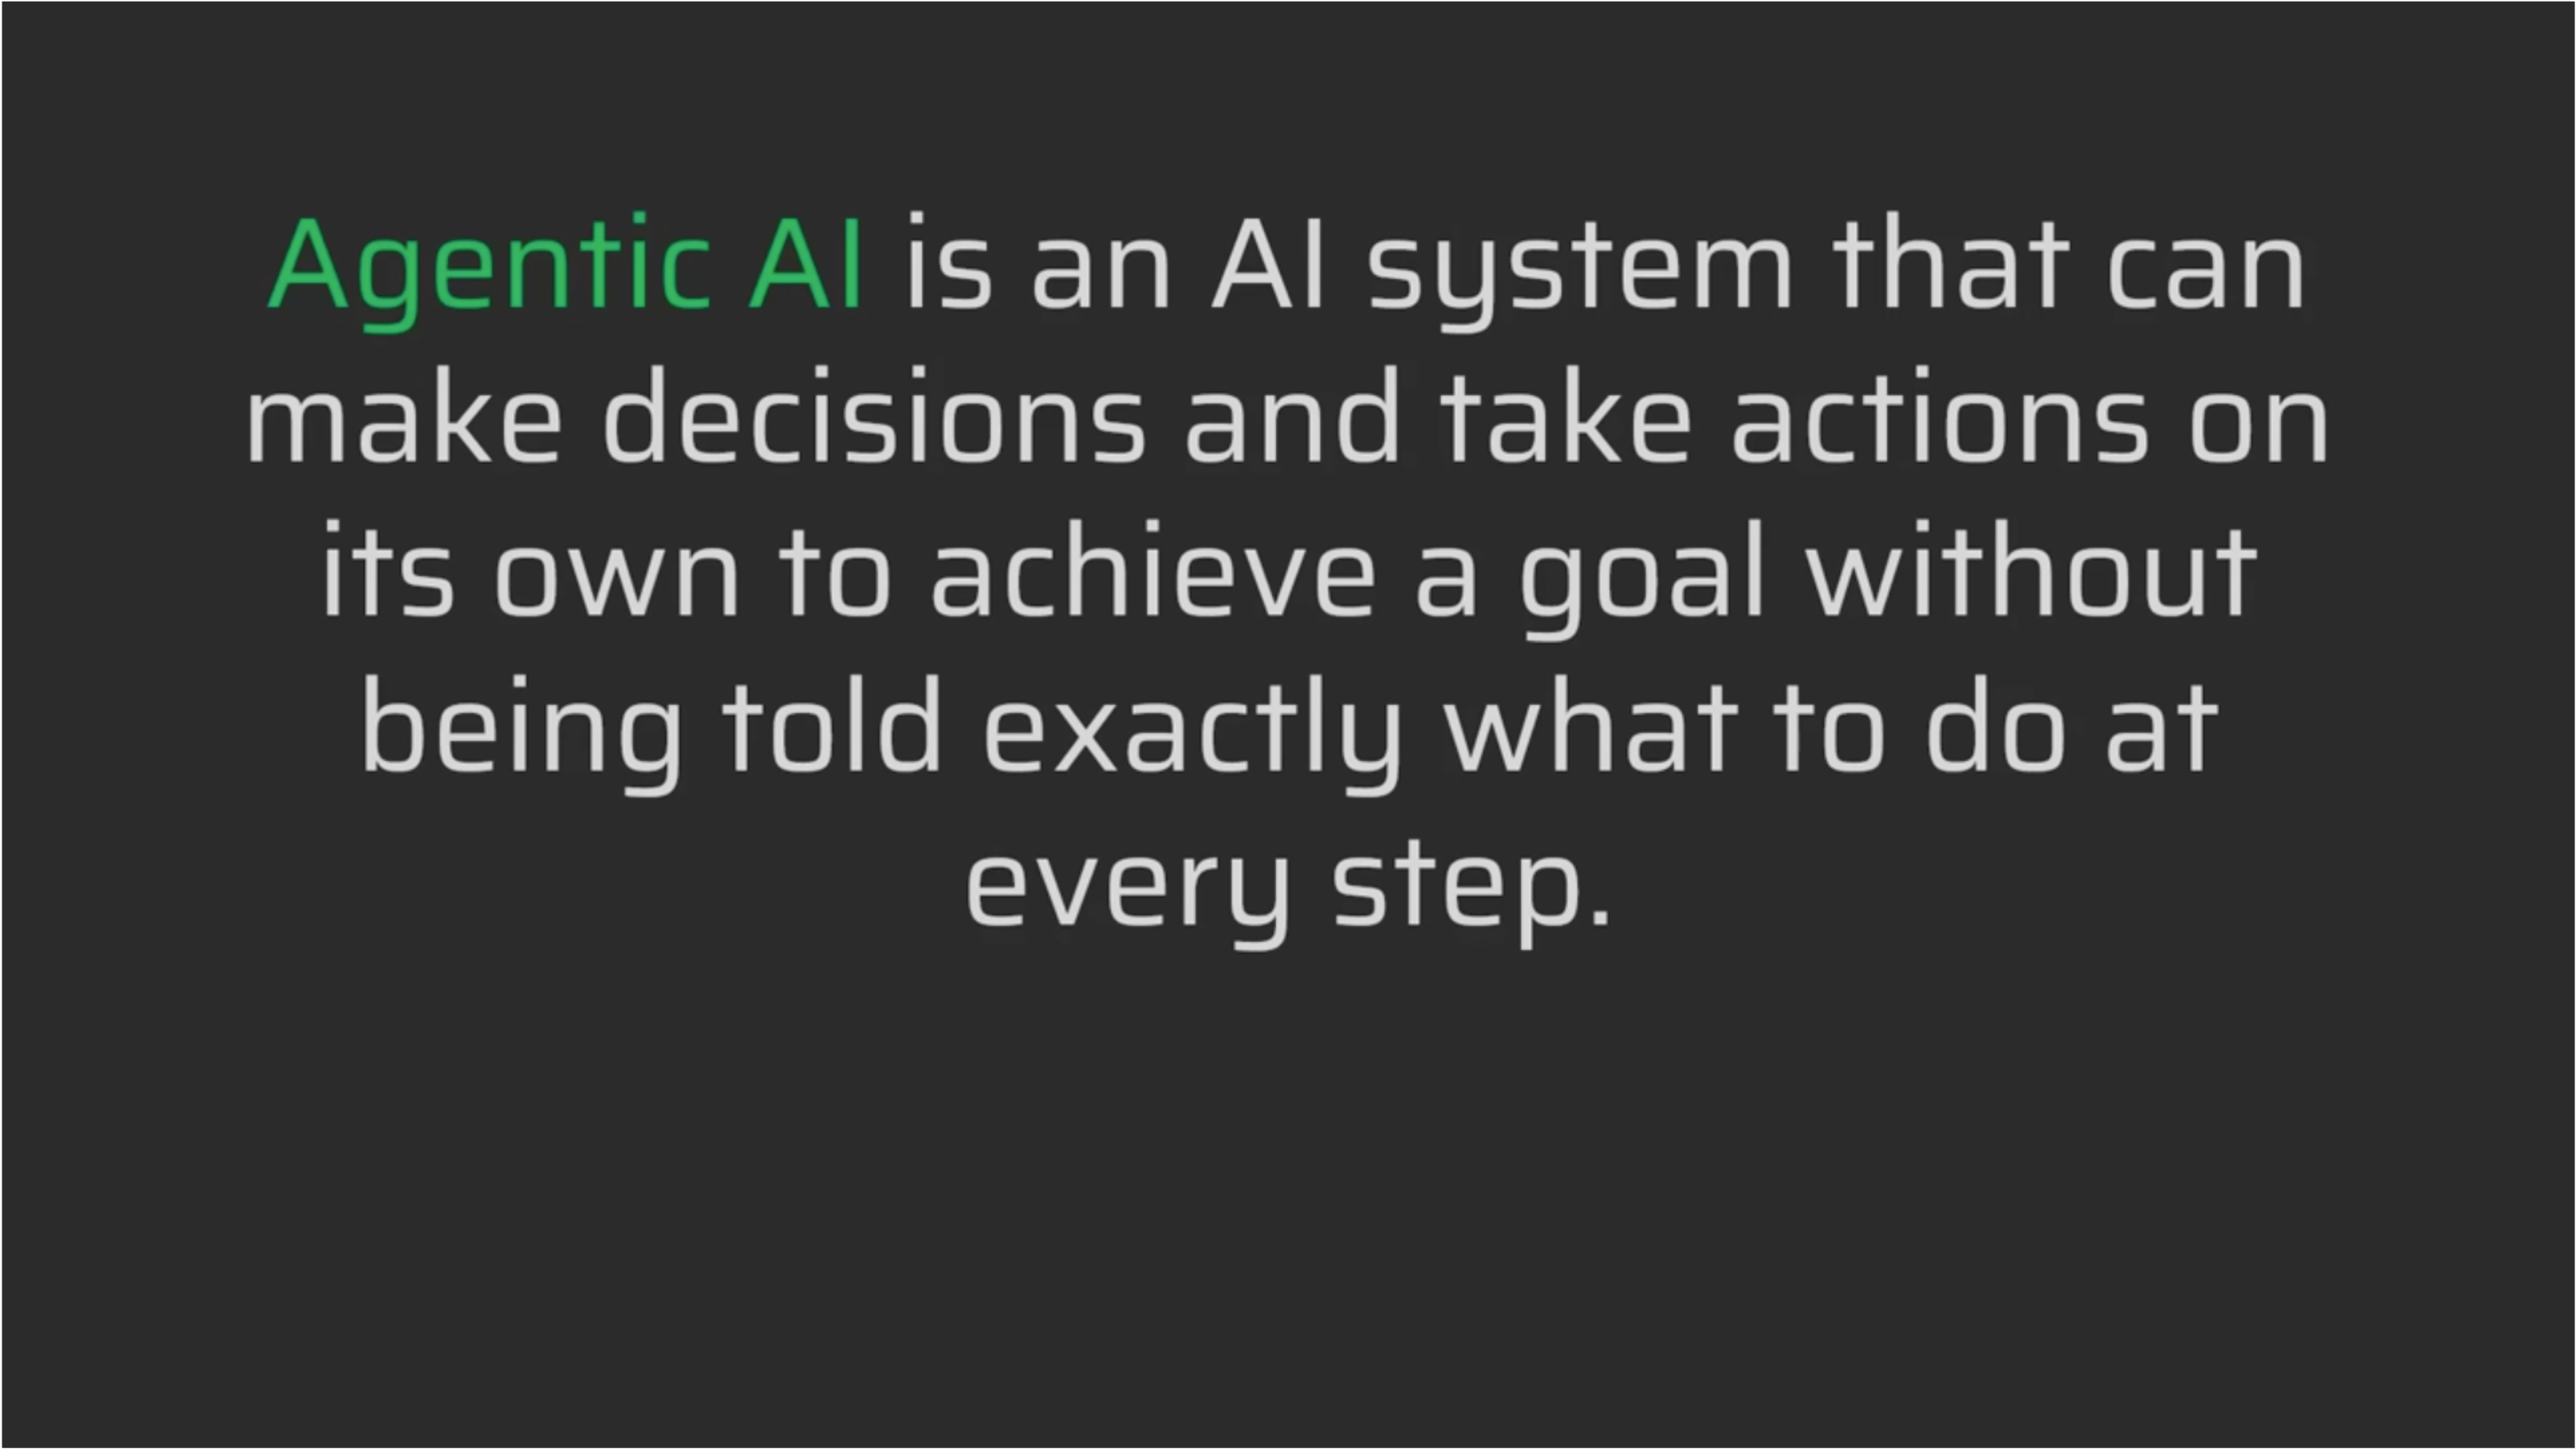 Agentic AI is an AI system that can
make decisions and take actions on
its own to achieve a goal without
being told exactly what to do at
every step.